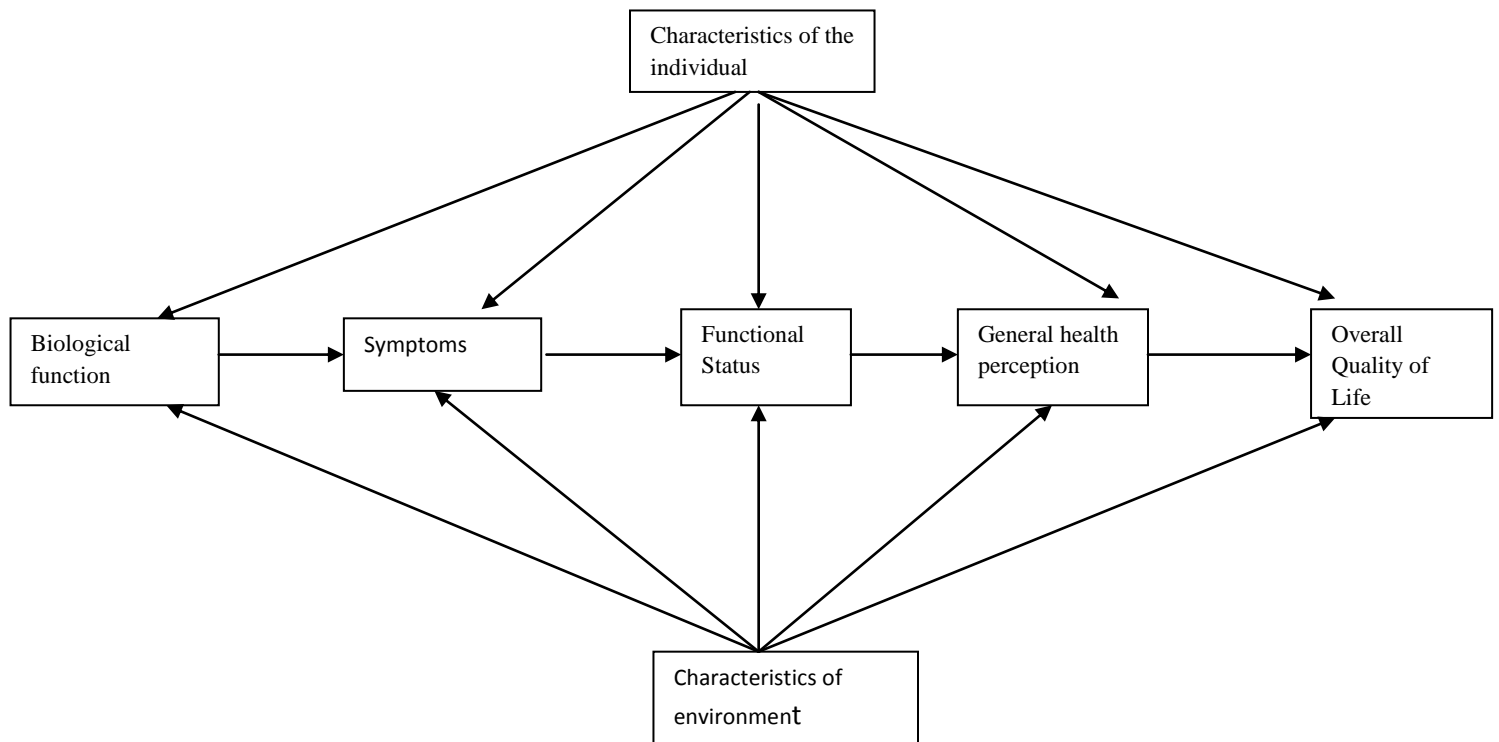 Characteristics of the
individual
Biological
function
Symptoms
Functional
Status
General health
perception
Overall
Quality of
Life
Characteristics of
environment